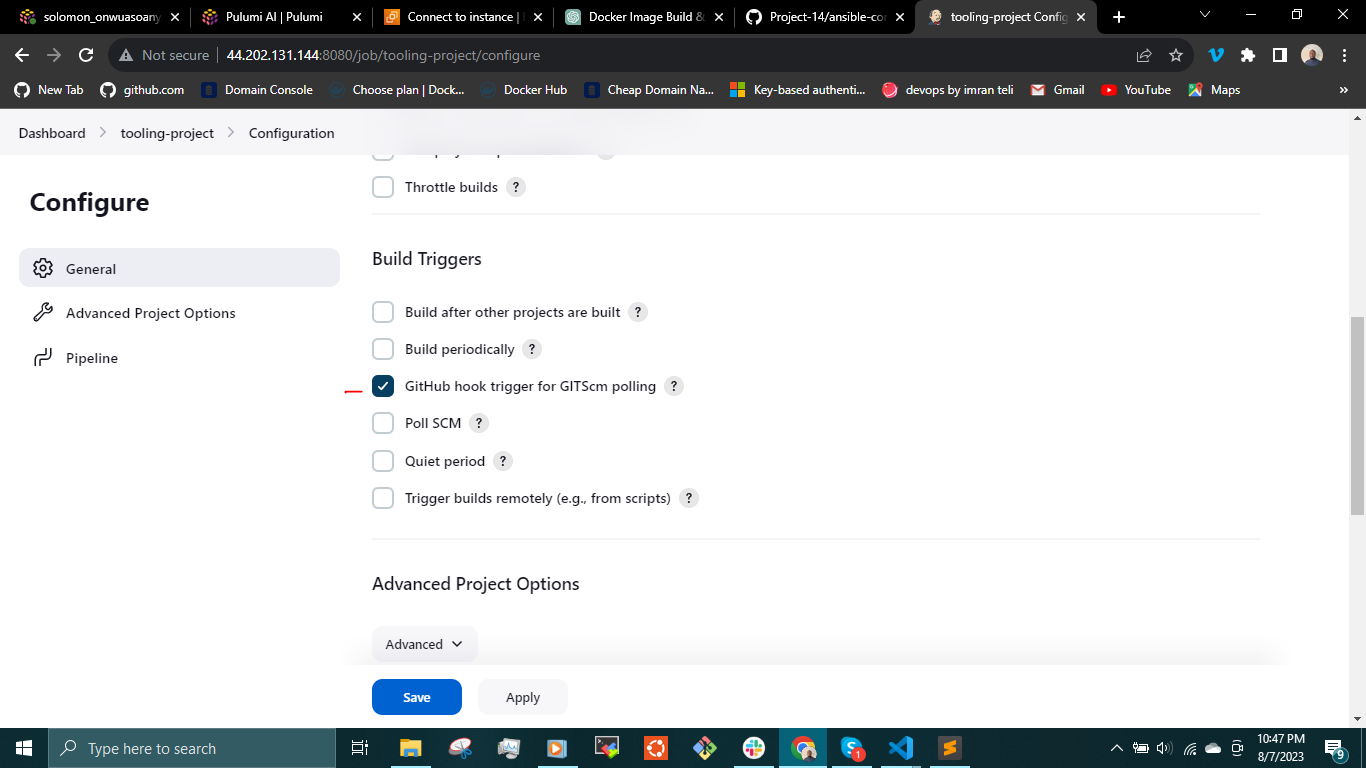 solomon_onwuasoany
Pulumi AI | Pulumi
Connect to instance |
Docker Image Build &
Project-14/ansible-co
tooling-project Config
Not secure 44.202.131.144:8080/job/tooling-project/configure
New Tab github.com Domain Console Choose plan | Dock... Docker Hub Cheap Domain Na... Key-based authenti... devops by imran teli Gmail YouTube Maps »
Dashboard > tooling-project > Configuration
Configure
General
Advanced Project Options
Pipeline
Throttle builds ?
Build Triggers
Build after other projects are built ?
Build periodically ?
GitHub hook trigger for GITScm polling ?
Poll SCM ?
Quiet period ?
Trigger builds remotely (e.g., from scripts) ?
Advanced Project Options
Advanced
Save Apply
Type here to search
1
10:47 PM
8/7/2023
9